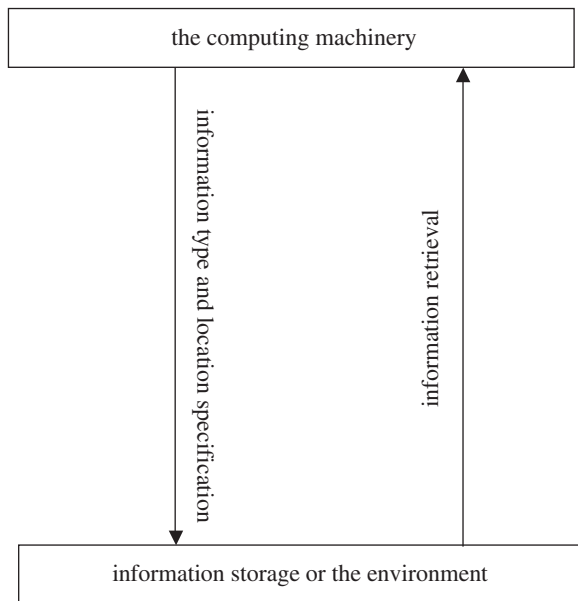 the computing machinery
information type and location specification
information retrieval
information storage or the environment